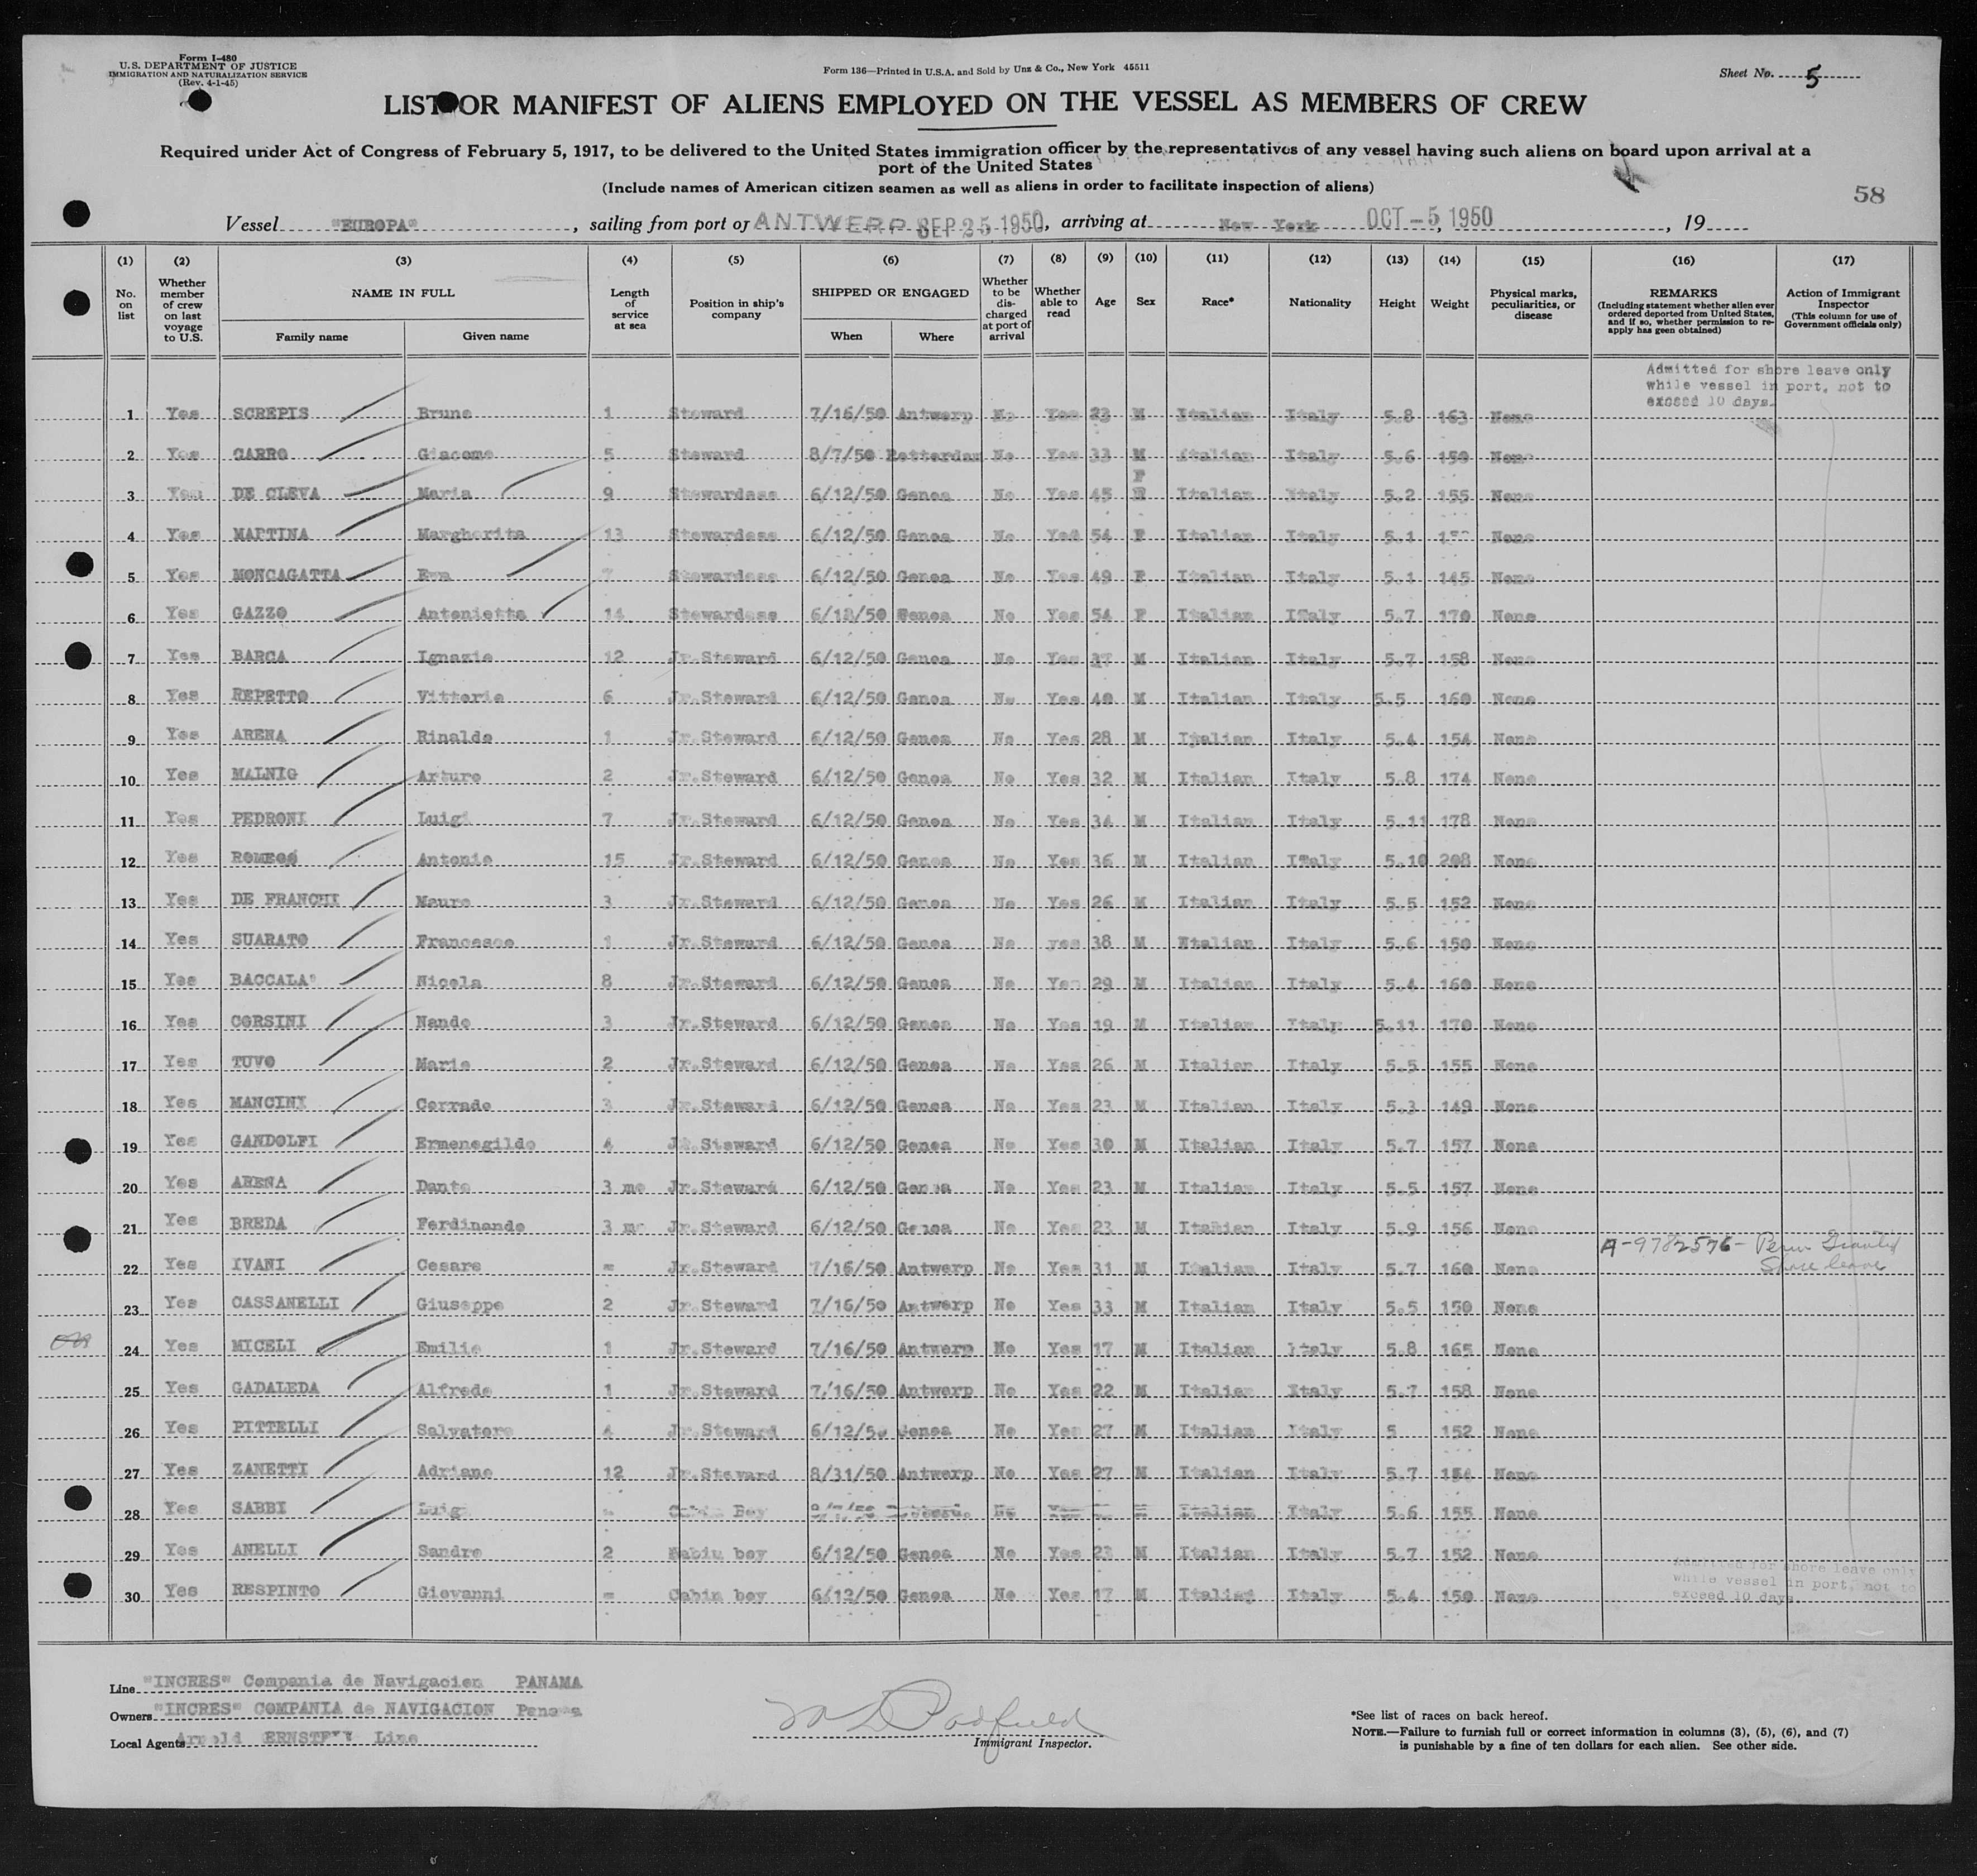 Form I-480
U.S. DEPARTMENT OF JUSTICE
IMMIGRATION AND NATURALIZATION SERVICE
(Rev. 4-1-45)
Form 136—Printed in U.S.A. and Sold by Unz & Co., New York 45511
Sheet No. 5
LIST OR MANIFEST OF ALIENS EMPLOYED ON THE VESSEL AS MEMBERS OF CREW
Required under Act of Congress of February 5, 1917, to be delivered to the United States immigration officer by the representatives of any vessel having such aliens on board upon arrival at a
port of the United States
(Include names of American citizen seamen as well as aliens in order to facilitate inspection of aliens)
58
Vessel "EUROPA", sailing from port of ANTWERP SEP 25 1950, arriving at New York OCT -5 1950, 19
(1) (2) (3) (4) (5) (6) (7) (8) (9) (10) (11) (12) (13) (14) (15) (16) (17)
No. on list
Whether member of crew on last voyage to U.S.
NAME IN FULL
Family name
Given name
Length of service at sea
Position in ship's company
SHIPPED OR ENGAGED
When
Where
Whether to be discharged at port of arrival
Whether able to read
Age
Sex
Race*
Nationality
Height
Weight
Physical marks, peculiarities, or disease
REMARKS
(Including statement whether alien ever ordered deported from United States, and if so, whether permission to reapply has geen obtained)
Action of Immigrant Inspector
(This column for use of Government officials only)
Admitted for shore leave only
while vessel in port, not to
exceed 10 days.
1 Yes SCREPIS Bruno 1 Steward 7/16/50 Antwerp No Yes 23 M Italian Italy 5.8 163 None
2 Yes CARRO Giacomo 5 Steward 8/7/50 Rotterdam No Yes 33 M Italian Italy 5.6 150 None
3 Yes DE CLEVA Maria 9 Stewardess 6/12/50 Genoa No Yes 45 F Italian Italy 5.2 155 None
4 Yes MARTINA Margherita 13 Stewardess 6/12/50 Genoa No Yes 54 F Italian Italy 5.1 None
5 Yes MONCAGATTA Ewa 7 Stewardess 6/12/50 Genoa No Yes 49 F Italian Italy 5.1 145 None
6 Yes GAZZO Antonietta 14 Stewardess 6/12/50 Genoa No Yes 54 F Italian Italy 5.7 170 None
7 Yes BARCA Ignazio 12 Jr.Steward 6/12/50 Genoa No Yes 37 M Italian Italy 5.7 158 None
8 Yes REPETTO Vittorio 6 Jr.Steward 6/12/50 Genoa No Yes 40 M Italian Italy 5.5 160 None
9 Yes ARENA Rinaldo 1 Jr.Steward 6/12/50 Genoa No Yes 28 M Italian Italy 5.4 154 None
10 Yes MALNIG Arturo 2 Jr.Steward 6/12/50 Genoa No Yes 32 M Italian Italy 5.8 174 None
11 Yes PEDRONI Luigi 7 Jr.Steward 6/12/50 Genoa No Yes 34 M Italian Italy 5.11 178 None
12 Yes ROMEOO Antonio 15 Jr.Steward 6/12/50 Genoa No Yes 36 M Italian Italy 5.10 208 None
13 Yes DE FRANCHI Mauro 3 Jr.Steward 6/12/50 Genoa No Yes 26 M Italian Italy 5.5 152 None
14 Yes SUARATO Francesco 1 Jr.Steward 6/12/50 Genoa No yes 38 M Italian Italy 5.6 150 None
15 Yes BACCALA' Nicola 8 Jr.Steward 6/12/50 Genoa No Yes 29 M Italian Italy 5.4 160 None
16 Yes CORSINI Nando 3 Jr.Steward 6/12/50 Genoa No Yes 19 M Italian Italy 5.11 170 None
17 Yes TUVO Mario 2 Jr.Steward 6/12/50 Genoa No Yes 26 M Italian Italy 5.5 155 None
18 Yes MANCINI Corrado 3 Jr.Steward 6/12/50 Genoa No Yes 23 M Italian Italy 5.3 149 None
19 Yes GANDOLFI Ermenegildo 4 Jr.Steward 6/12/50 Genoa No Yes 30 M Italian Italy 5.7 157 None
20 Yes ARENA Dante 3 mo Jr.Steward 6/12/50 Genoa No Yes 23 M Italian Italy 5.5 157 None
21 Yes BREDA Ferdinando 3 mo Jr.Steward 6/12/50 Genoa No Yes 23 M Italian Italy 5.9 156 None
A-9782576- Perm Granted
Shore leave
22 Yes IVANI Cesare = Jr.Steward 7/16/50 Antwerp No Yes 31 M Italian Italy 5.7 160 None
23 Yes CASSANELLI Giuseppe 2 Jr.Steward 7/16/50 Antwerp No Yes 33 M Italian Italy 5.5 150 None
24 Yes MICELI Emilio 1 Jr.Steward 7/16/50 Antwerp No Yes 17 M Italian Italy 5.8 165 None
25 Yes GADALEDA Alfredo 1 Jr.Steward 7/16/50 Antwerp No Yes 22 M Italian Italy 5.7 158 None
26 Yes PITTELLI Salvatore 4 Jr.Steward 6/12/50 Genoa No Yes 27 M Italian Italy 5 152 None
27 Yes ZANETTI Adriano 12 Jr.Steward 8/31/50 Antwerp No Yes 27 M Italian Italy 5.7 154 None
28 Yes SABBI Luigi = Cabin Boy 8/7/50 No Yes M Italian Italy 5.6 155 None
29 Yes ANELLI Sandro 2 Cabin boy 6/12/50 Genoa No Yes 23 M Italian Italy 5.7 152 None
30 Yes RESPINTO Giovanni = Cabin boy 6/12/50 Genoa No Yes 17 M Italian Italy 5.4 150 None
Admitted for shore leave only
while vessel in port, not to
exceed 10 days.
Line "INCRES" Compania de Navigacion PANAMA
Owners "INCRES" COMPANIA de NAVIGACION Panama
Local Agents Arnold BERNSTEIN Line
Immigrant Inspector.
*See list of races on back hereof.
NOTE.—Failure to furnish full or correct information in columns (3), (5), (6), and (7)
is punishable by a fine of ten dollars for each alien. See other side.